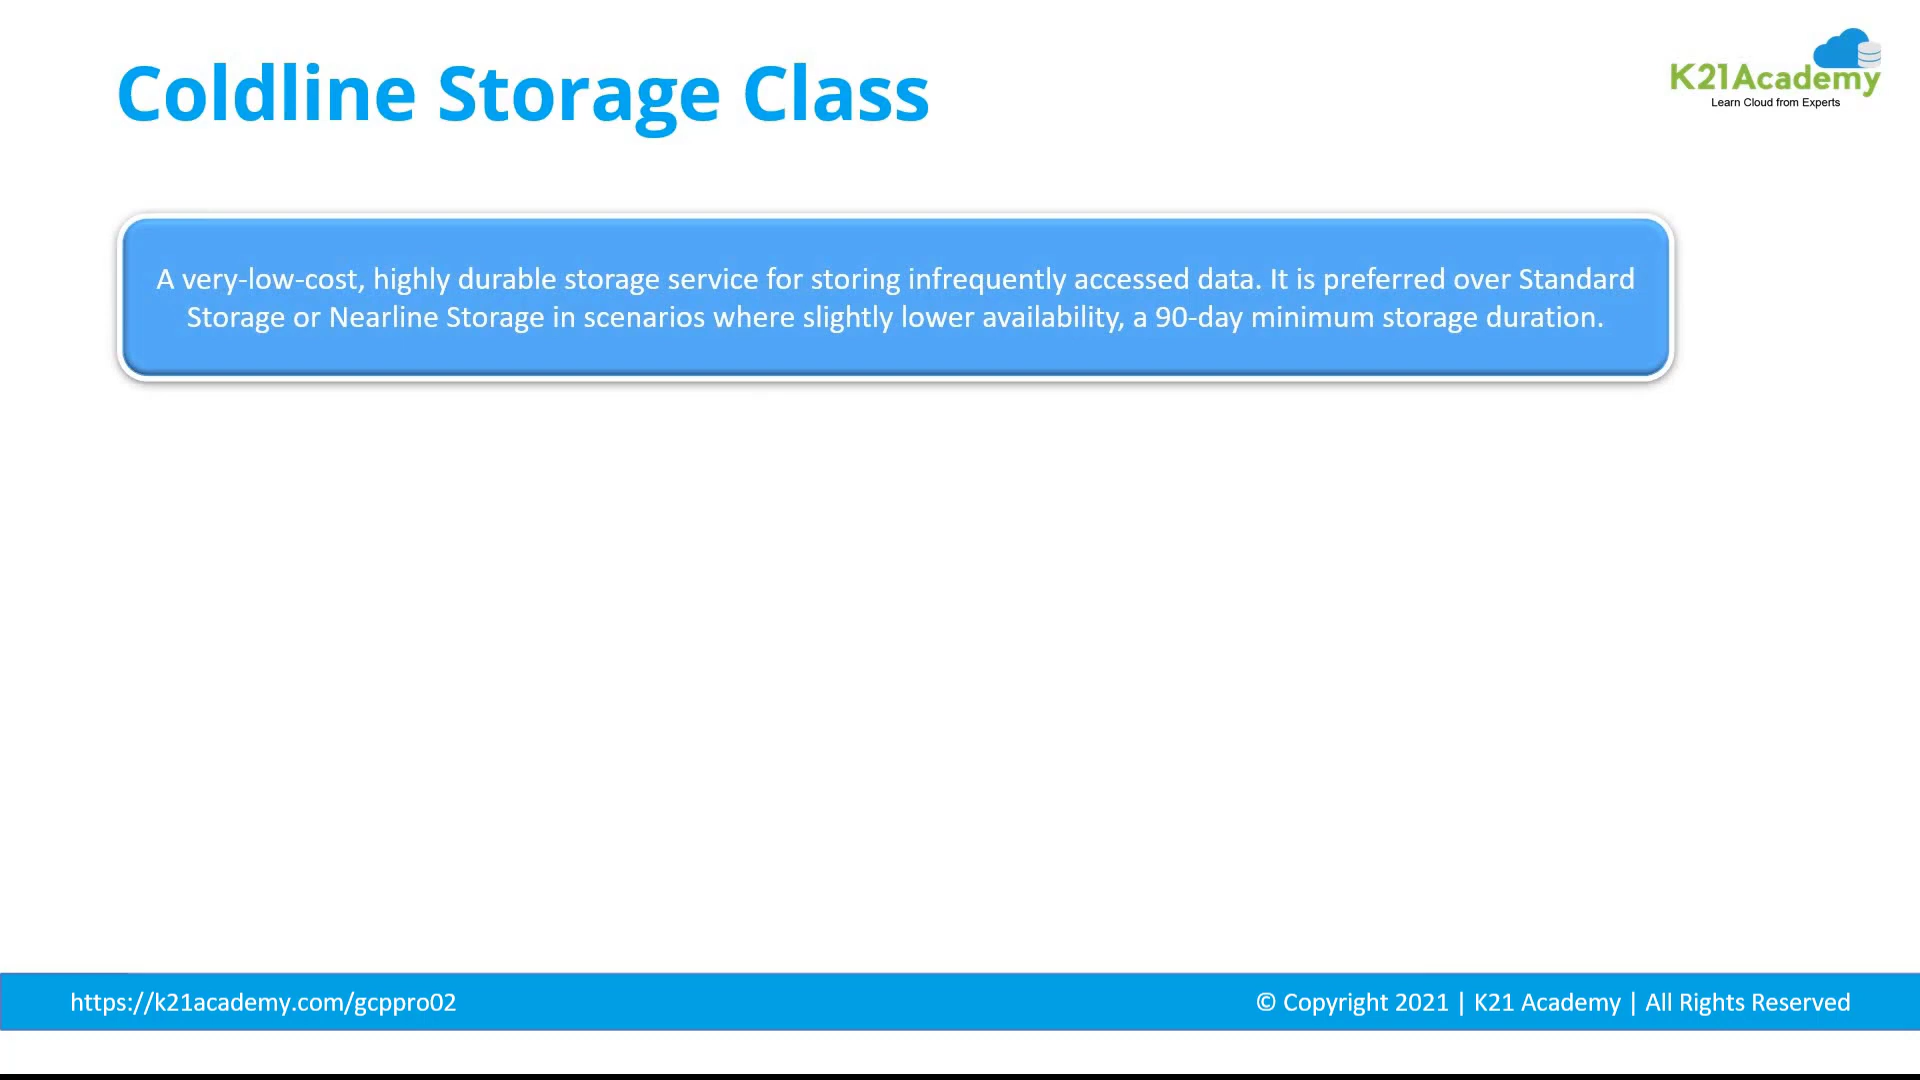 Coldline Storage Class
K21Academy
Learn Cloud from Experts
A very-low-cost, highly durable storage service for storing infrequently accessed data. It is preferred over Standard
Storage or Nearline Storage in scenarios where slightly lower availability, a 90-day minimum storage duration.
https://k21academy.com/gcppro02
© Copyright 2021 | K21 Academy | All Rights Reserved